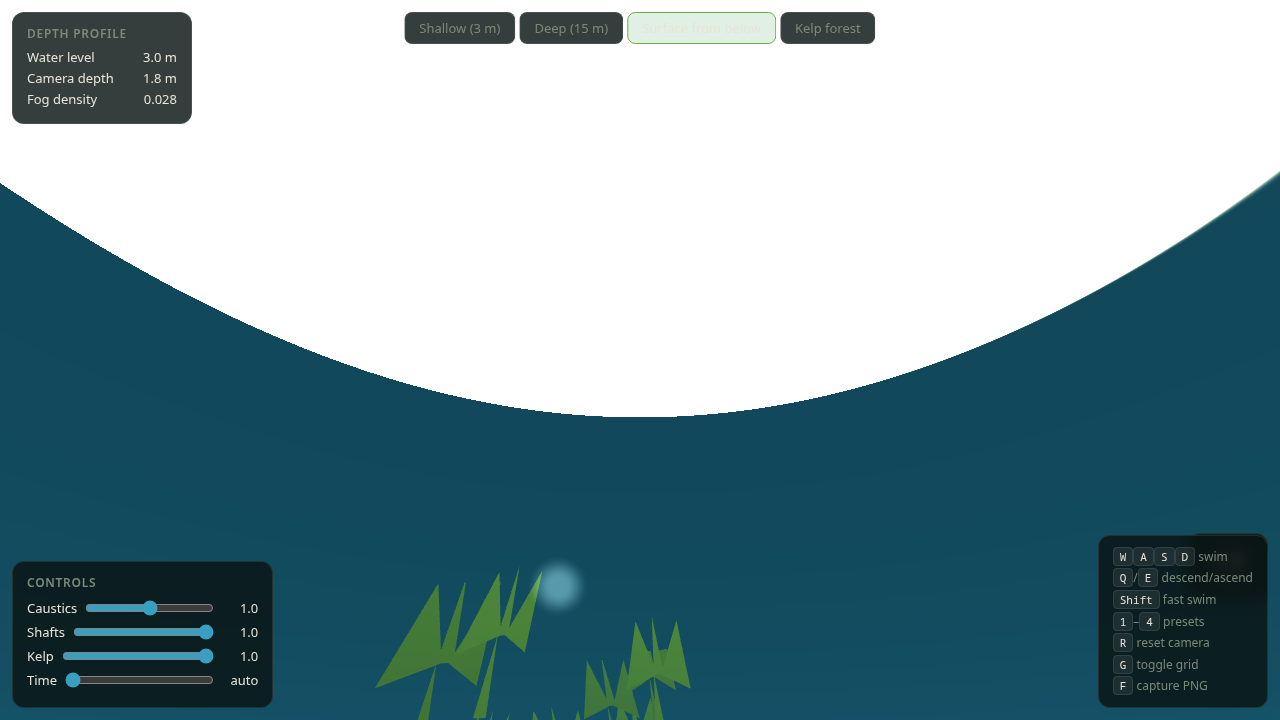 DEPTH PROFILE
Water level 3.0 m
Camera depth 1.8 m
Fog density 0.028
Shallow (3 m)
Deep (15 m)
Surface from below
Kelp forest
CONTROLS
Caustics 1.0
Shafts 1.0
Kelp 1.0
Time auto
W A S D swim
Q/E descend/ascend
Shift fast swim
1–4 presets
R reset camera
G toggle grid
F capture PNG